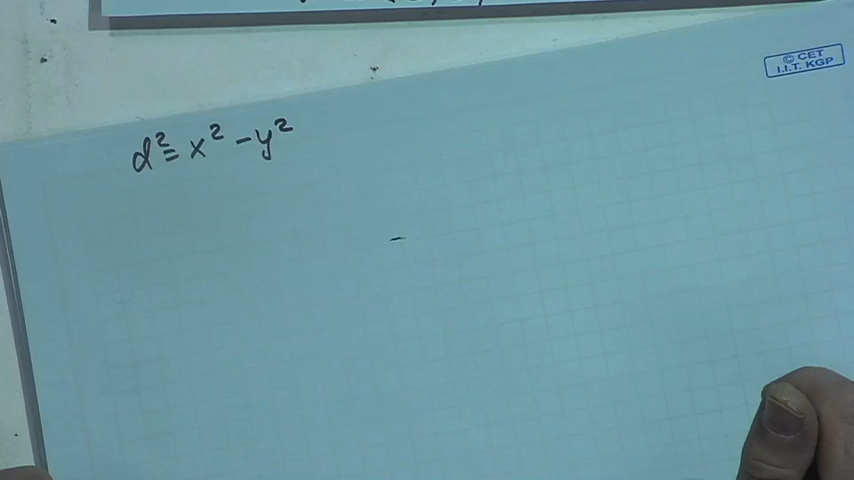 © CET
I.I.T. KGP
d² = x² - y²